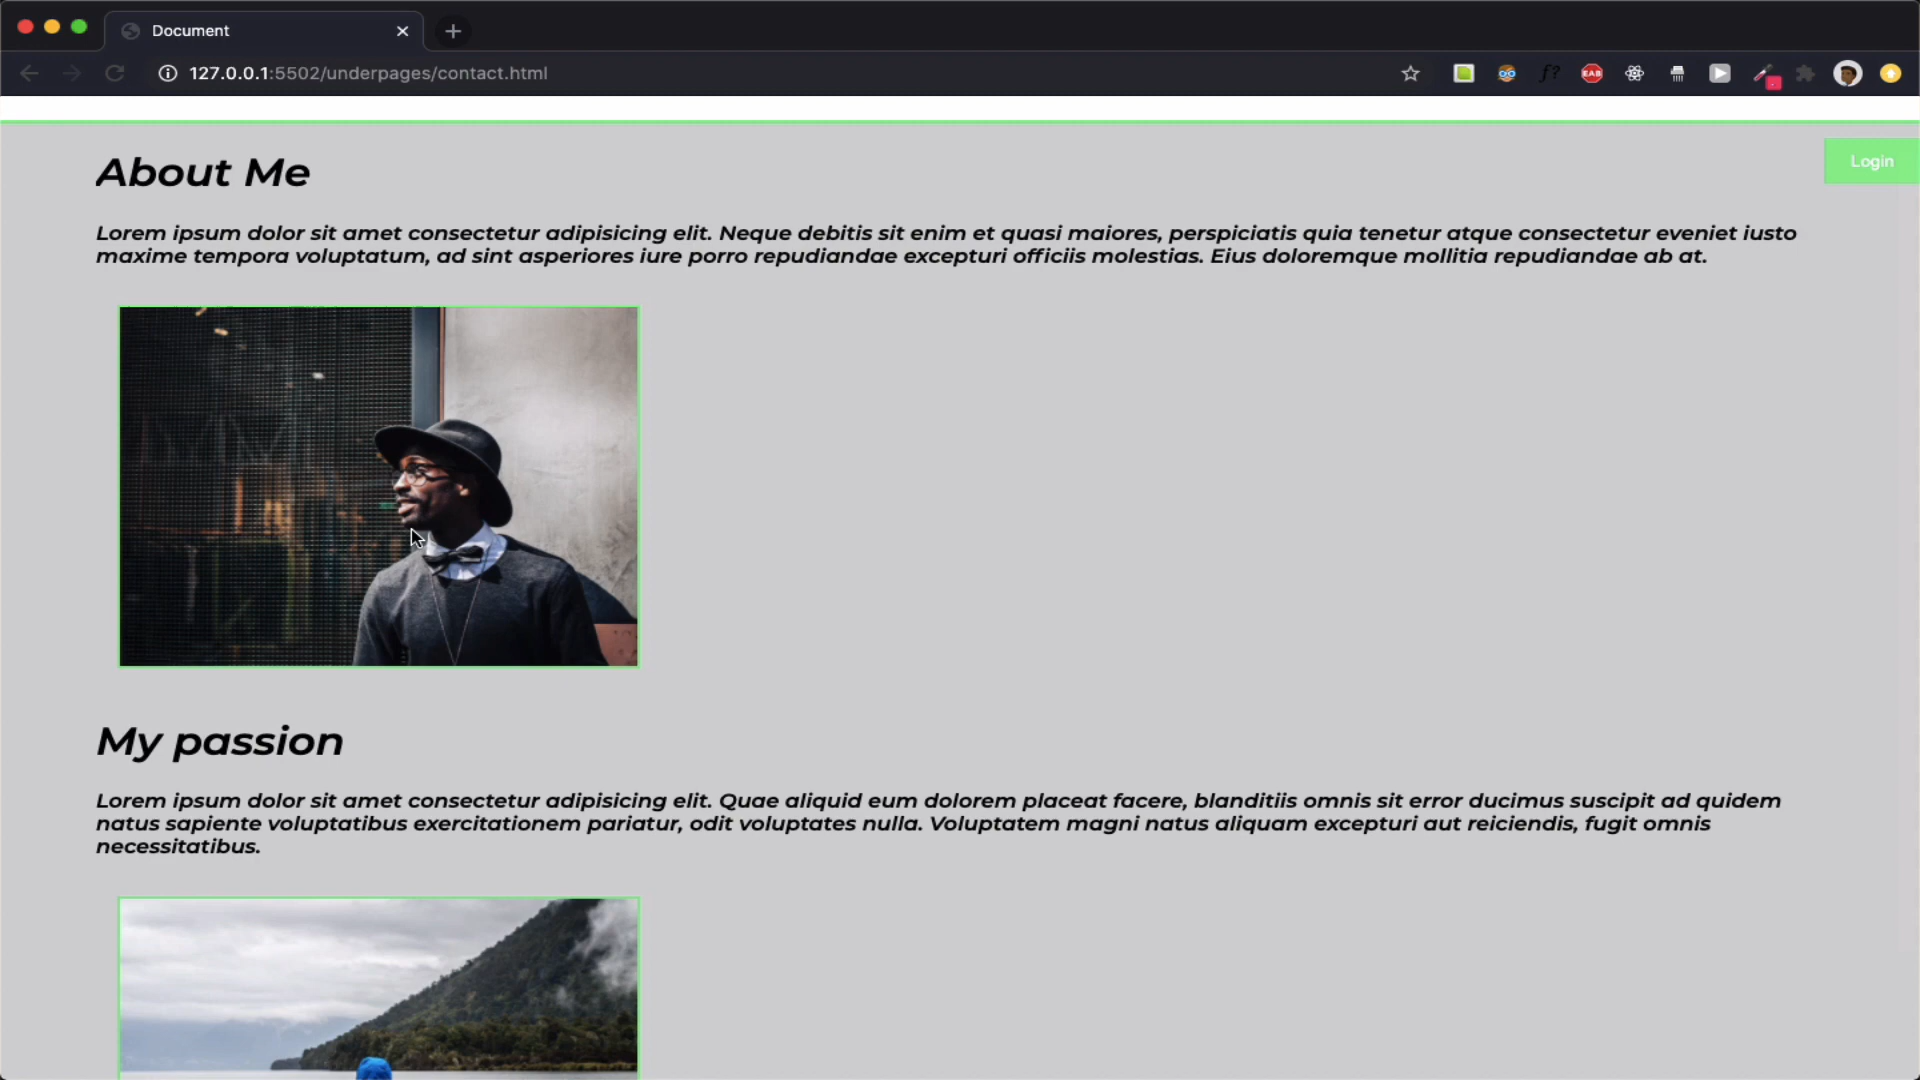 Document
127.0.0.1:5502/underpages/contact.html
f?
EAB
About Me
Login
Lorem ipsum dolor sit amet consectetur adipisicing elit. Neque debitis sit enim et quasi maiores, perspiciatis quia tenetur atque consectetur eveniet iusto
maxime tempora voluptatum, ad sint asperiores iure porro repudiandae excepturi officiis molestias. Eius doloremque mollitia repudiandae ab at.
My passion
Lorem ipsum dolor sit amet consectetur adipisicing elit. Quae aliquid eum dolorem placeat facere, blanditiis omnis sit error ducimus suscipit ad quidem
natus sapiente voluptatibus exercitationem pariatur, odit voluptates nulla. Voluptatem magni natus aliquam excepturi aut reiciendis, fugit omnis
necessitatibus.